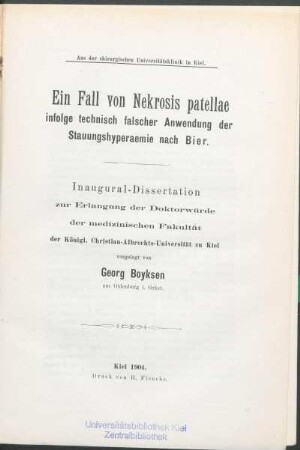 Aus der chirurgischen Universitätsklinik in Kiel.
Ein Fall von Nekrosis patellae
infolge technisch falscher Anwendung der
Stauungshyperaemie nach Bier.
Inaugural-Dissertation
zur Erlangung der Doktorwürde
der medizinischen Fakultät
der Königl. Christian-Albrechts-Universität zu Kiel
vorgelegt von
Georg Boyksen
aus Oldenburg i.
Kiel 1904.
Druck von H. Fiencke.
Universitätsbibliothek Kiel
Zentralbibliothek